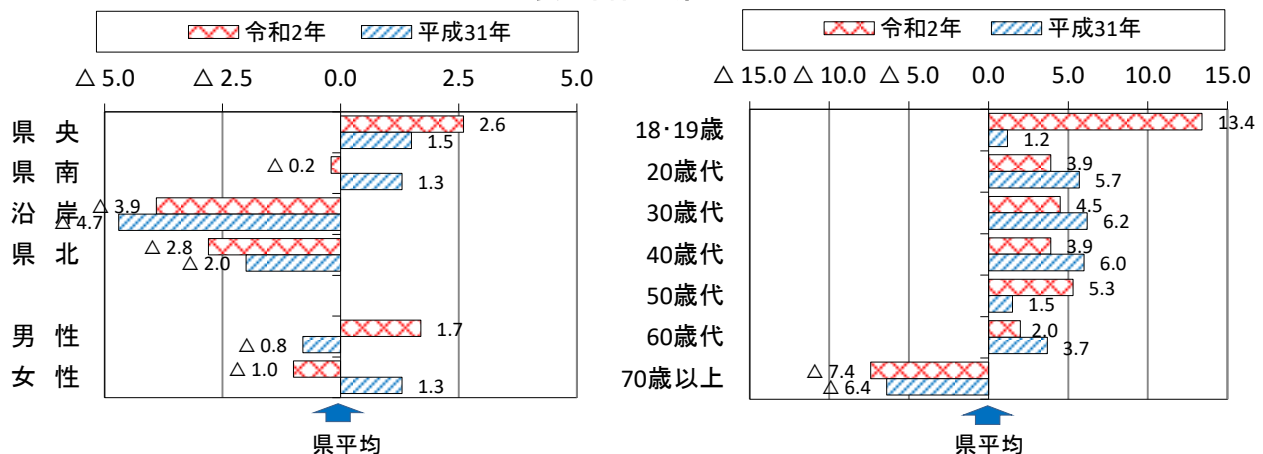 令和2年 平成31年
△ 5.0 △ 2.5 0.0 2.5 5.0
県 央 2.6
1.5
県 南 △ 0.2
1.3
沿 岸 △ 3.9
△ 4.7
県 北 △ 2.8
△ 2.0
男 性 1.7
△ 0.8
女 性 △ 1.0
1.3
県平均
令和2年 平成31年
△ 15.0 △ 10.0 △ 5.0 0.0 5.0 10.0 15.0
18・19歳 13.4
1.2
20歳代 3.9
5.7
30歳代 4.5
6.2
40歳代 3.9
6.0
50歳代 5.3
1.5
60歳代 2.0
3.7
70歳以上 △ 7.4
△ 6.4
県平均